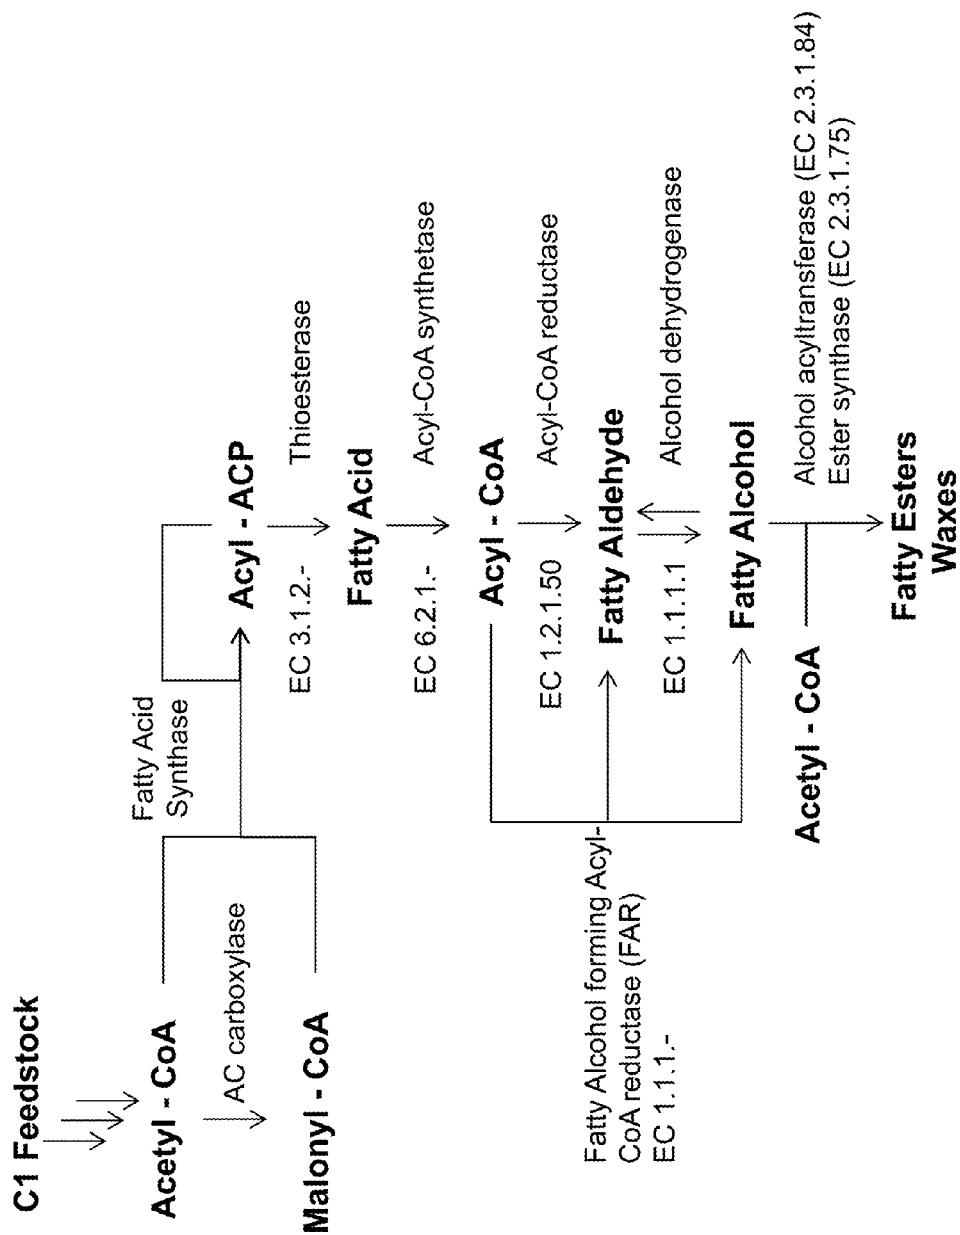 C1 Feedstock
Acetyl - CoA
AC carboxylase
Malonyl - CoA
Fatty Acid
Synthase
Acyl - ACP
EC 3.1.2.-
Thioesterase
Fatty Acid
EC 6.2.1.-
Acyl-CoA synthetase
Acyl - CoA
EC 1.2.1.50
Acyl-CoA reductase
Fatty Alcohol forming Acyl-
CoA reductase (FAR)
EC 1.1.1.-
Fatty Aldehyde
EC 1.1.1.1
Alcohol dehydrogenase
Fatty Alcohol
Acetyl - CoA
Alcohol acyltransferase (EC 2.3.1.84)
Ester synthase (EC 2.3.1.75)
Fatty Esters
Waxes